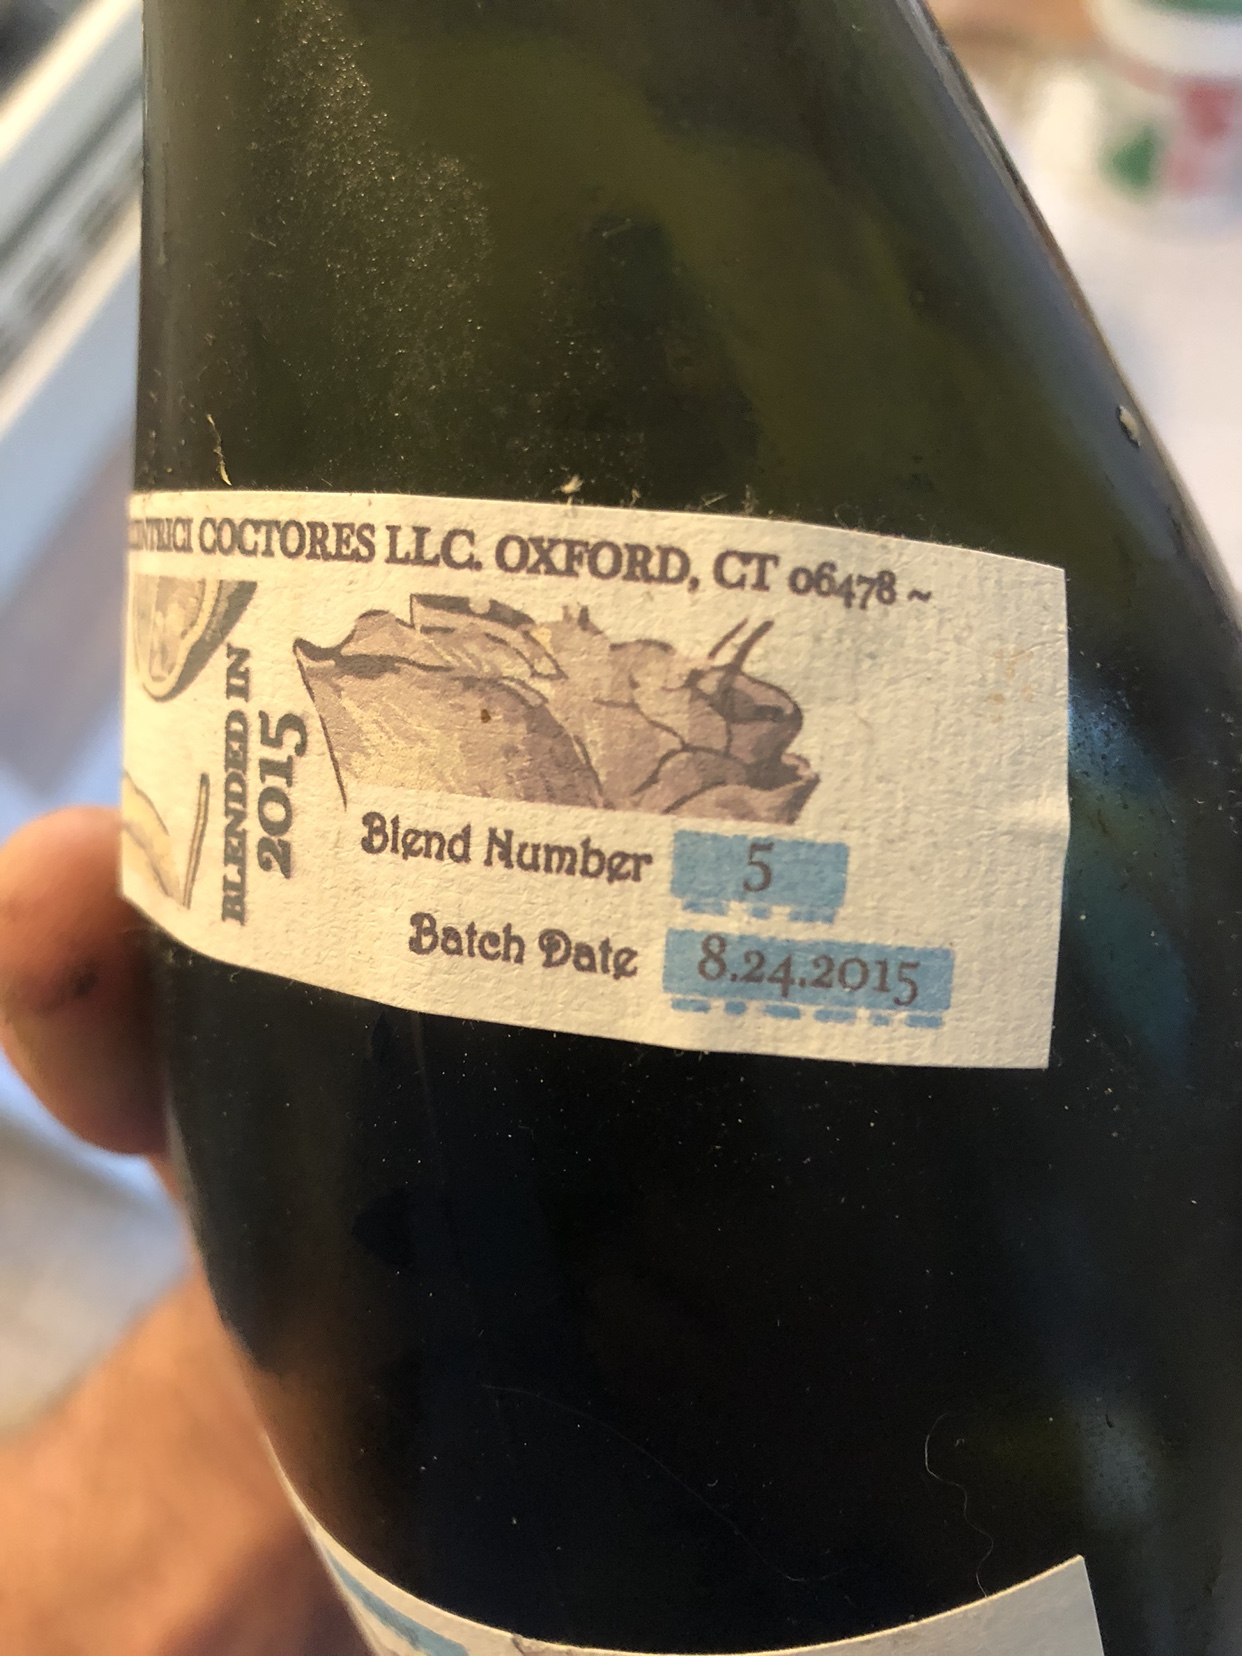 COCTORES LLC. OXFORD, CT 06478 ~
BLENDED IN
2015
Blend Number 5
Batch Date 8.24.2015